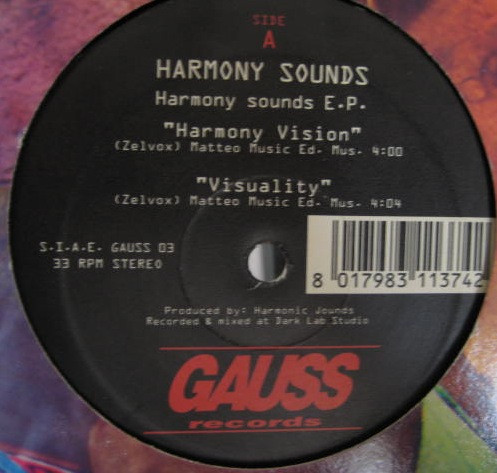 SIDE
A
HARMONY SOUNDS
Harmony sounds E.P.
"Harmony Vision"
(Zelvox) Matteo Music Ed. Mus. 4:00
"Visuality"
(Zelvox) Matteo Music Ed. Mus. 4:04
S.I.A.E. GAUSS 03
33 RPM STEREO
8 017983 113742
Produced by: Harmonic Jounds
Recorded & mixed at Dark Lab Studio
GAUSS
records